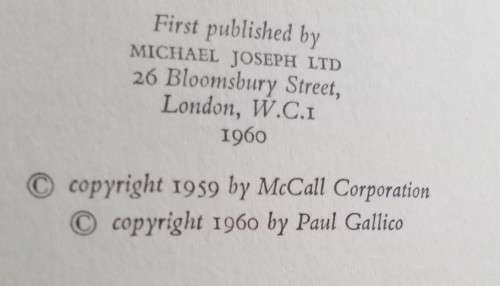 First published by
MICHAEL JOSEPH LTD
26 Bloomsbury Street,
London, W.C.1
1960
© copyright 1959 by McCall Corporation
© copyright 1960 by Paul Gallico